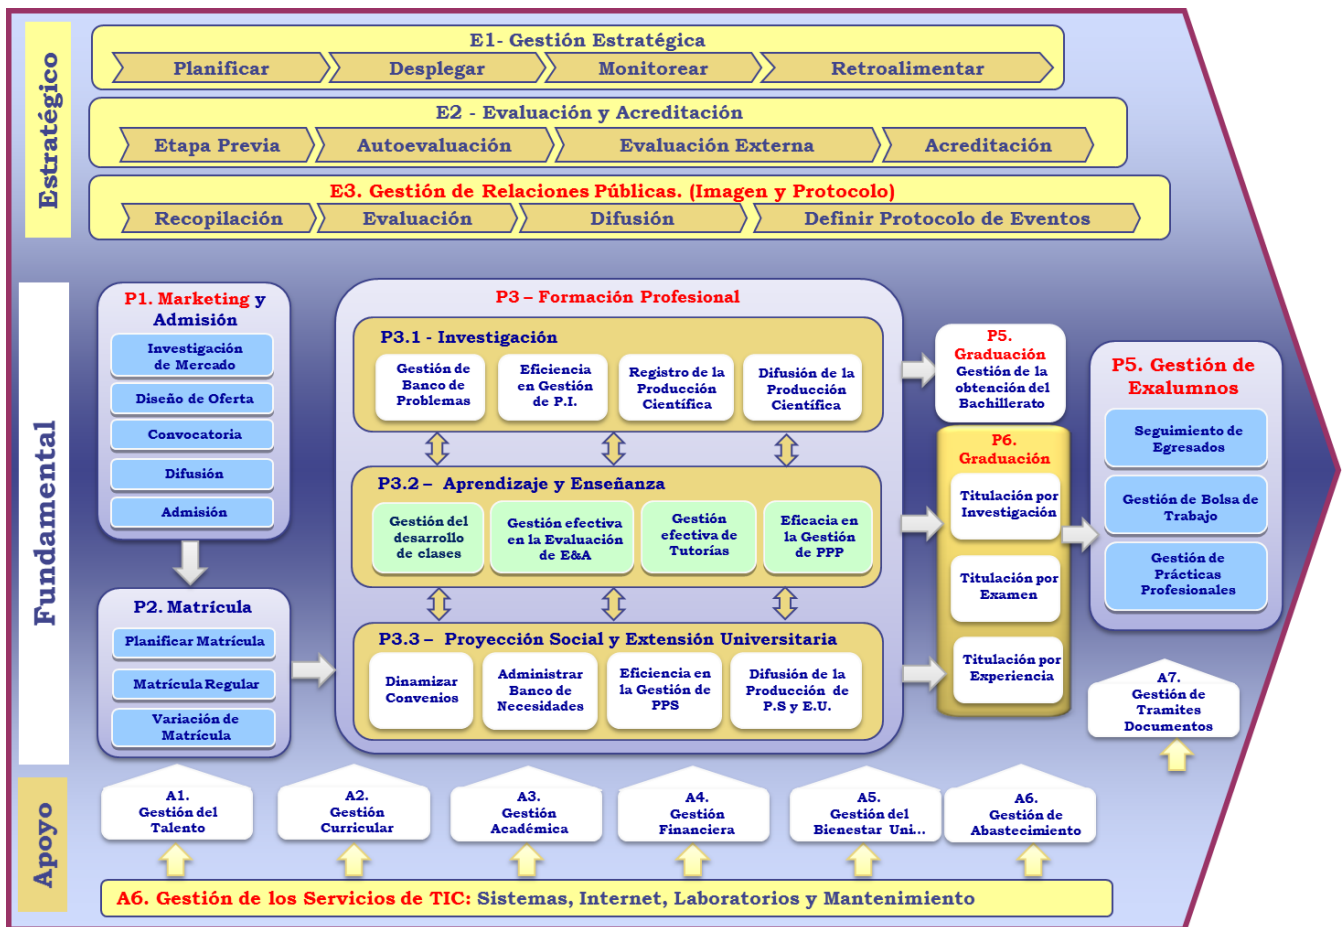 Estratégico
E1- Gestión Estratégica
Planificar
Desplegar
Monitorear
Retroalimentar
E2 - Evaluación y Acreditación
Etapa Previa
Autoevaluación
Evaluación Externa
Acreditación
E3. Gestión de Relaciones Públicas. (Imagen y Protocolo)
Recopilación
Evaluación
Difusión
Definir Protocolo de Eventos
Fundamental
P1. Marketing y
Admisión
Investigación
de Mercado
Diseño de Oferta
Convocatoria
Difusión
Admisión
P2. Matrícula
Planificar Matrícula
Matrícula Regular
Variación de
Matrícula
P3 – Formación Profesional
P3.1 - Investigación
Gestión de
Banco de
Problemas
Eficiencia
en Gestión
de P.I.
Registro de la
Producción
Científica
Difusión de la
Producción
Científica
P3.2 – Aprendizaje y Enseñanza
Gestión del
desarrollo
de clases
Gestión efectiva
en la Evaluación
de E&A
Gestión
efectiva de
Tutorías
Eficacia en
la Gestión
de PPP
P3.3 – Proyección Social y Extensión Universitaria
Dinamizar
Convenios
Administrar
Banco de
Necesidades
Eficiencia en
la Gestión de
PPS
Difusión de la
Producción de
P.S y E.U.
P5.
Graduación
Gestión de la
obtención del
Bachillerato
P6.
Graduación
Titulación por
Investigación
Titulación por
Examen
Titulación por
Experiencia
P5. Gestión de
Exalumnos
Seguimiento de
Egresados
Gestión de Bolsa de
Trabajo
Gestión de
Prácticas
Profesionales
A7.
Gestión de
Tramites
Documentos
Apoyo
A1.
Gestión del
Talento
A2.
Gestión
Curricular
A3.
Gestión
Académica
A4.
Gestión
Financiera
A5.
Gestión del
Bienestar Uni...
A6.
Gestión de
Abastecimiento
A6. Gestión de los Servicios de TIC: Sistemas, Internet, Laboratorios y Mantenimiento